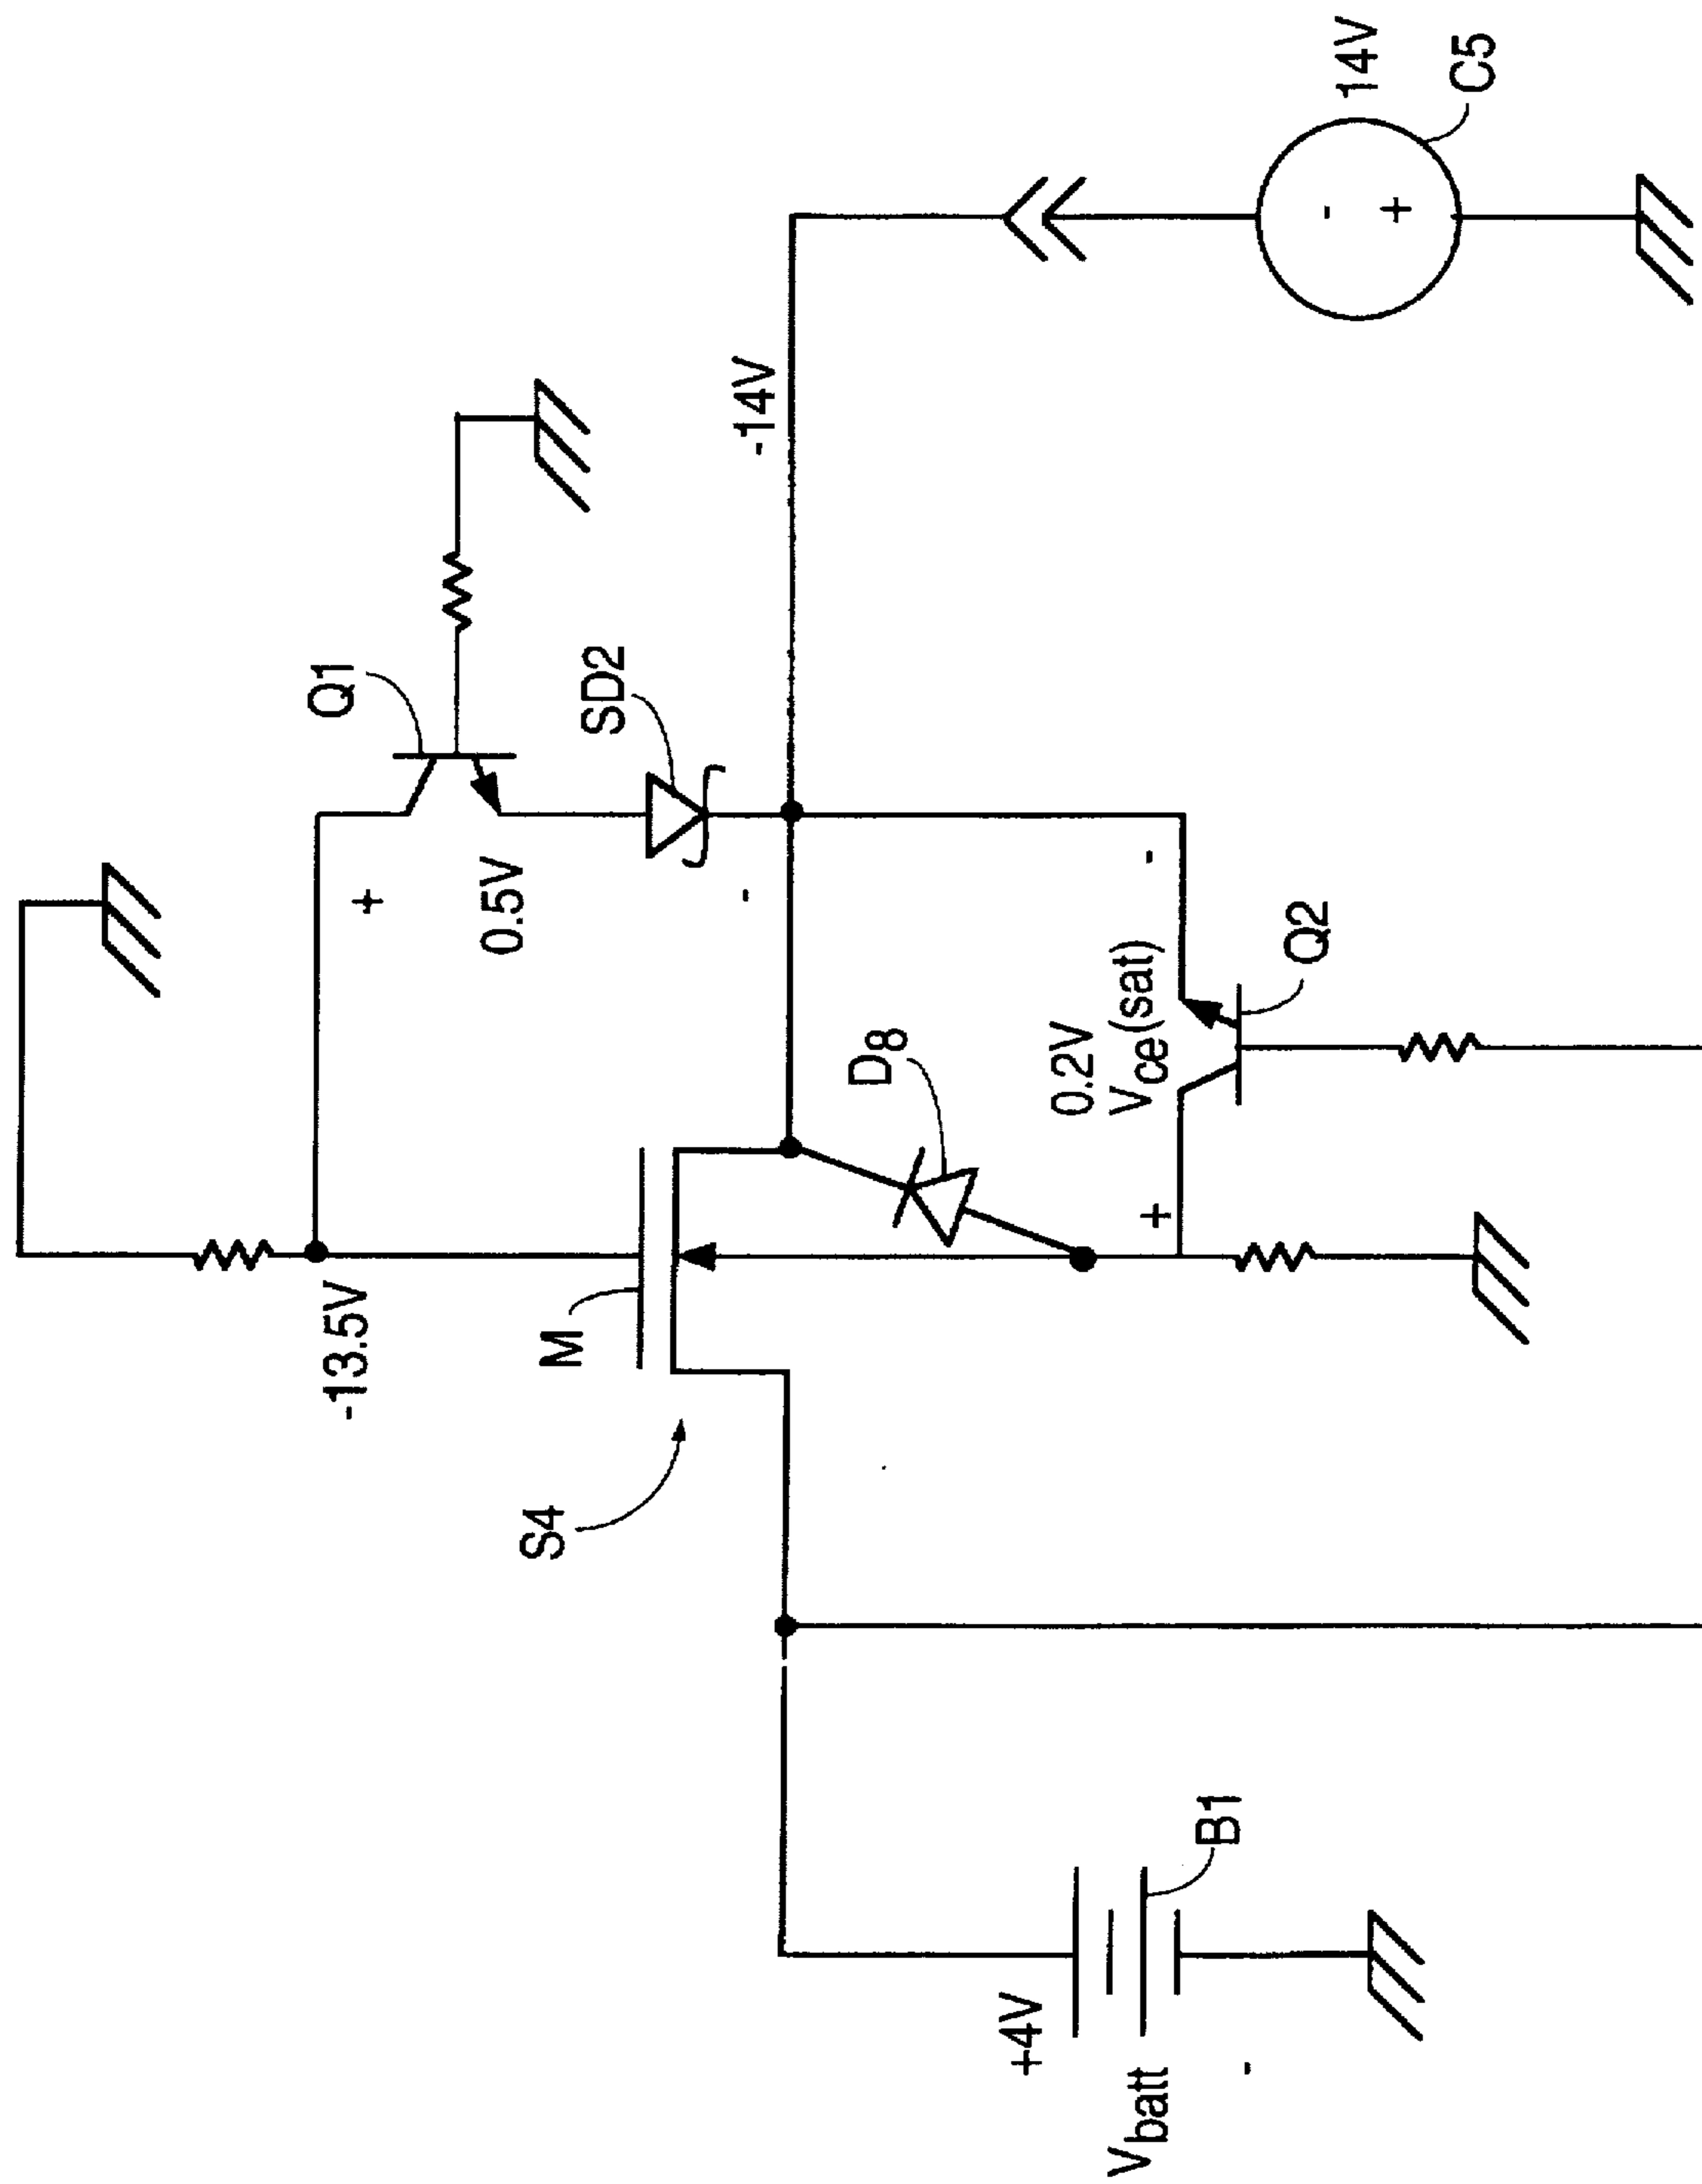 Q1
+
0.5V
SD2
-
-14V
14V
-
+
C5
-13.5V
M
S4
D8
0.2V
Vce(sat)
+
-
Q2
+4V
Vbatt
-
B1